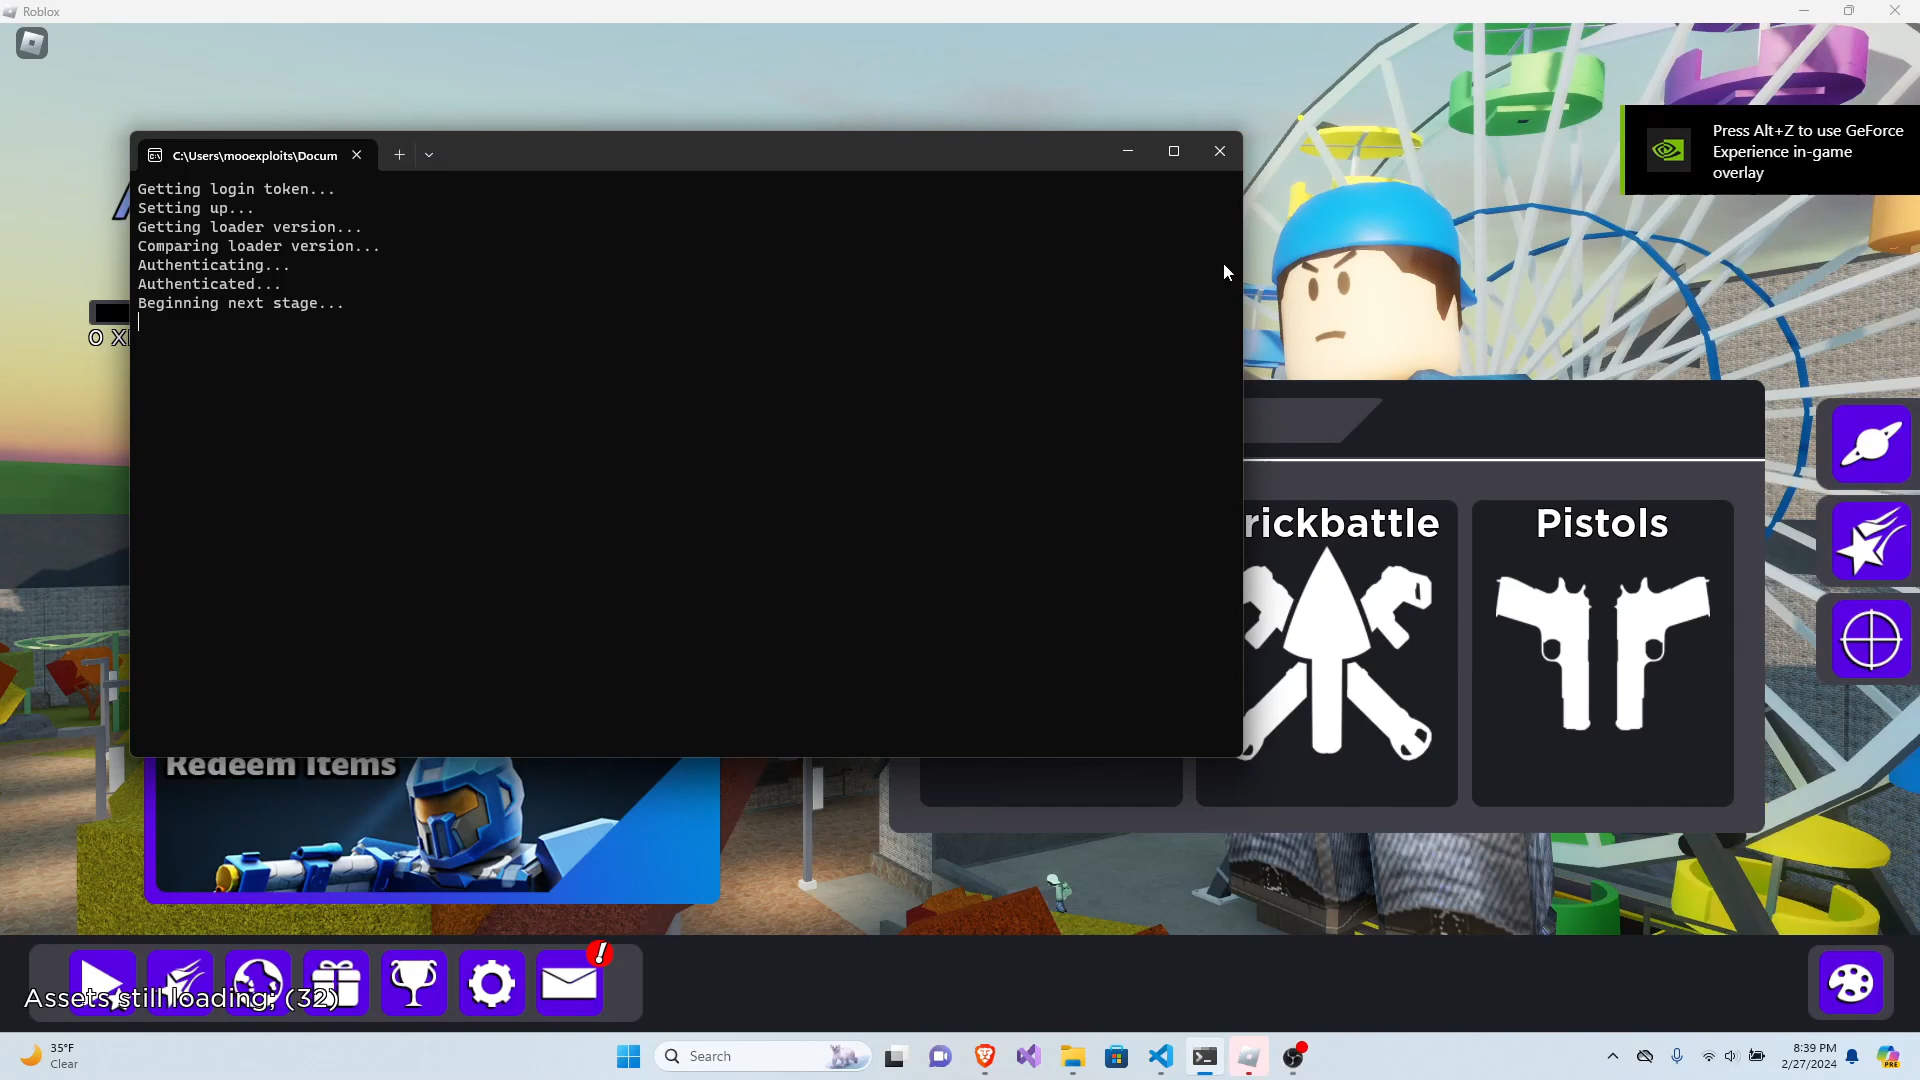 Roblox
Press Alt+Z to use GeForce
Experience in-game
overlay
C:\Users\mooexploits\Docum
Getting login token...
Setting up...
Getting loader version...
Comparing loader version...
Authenticating...
Authenticated...
Beginning next stage...
0 X
rickbattle
Pistols
Redeem Items
!
Assets still loading; (32)
35°F
Clear
Search
8:39 PM
2/27/2024
PRE